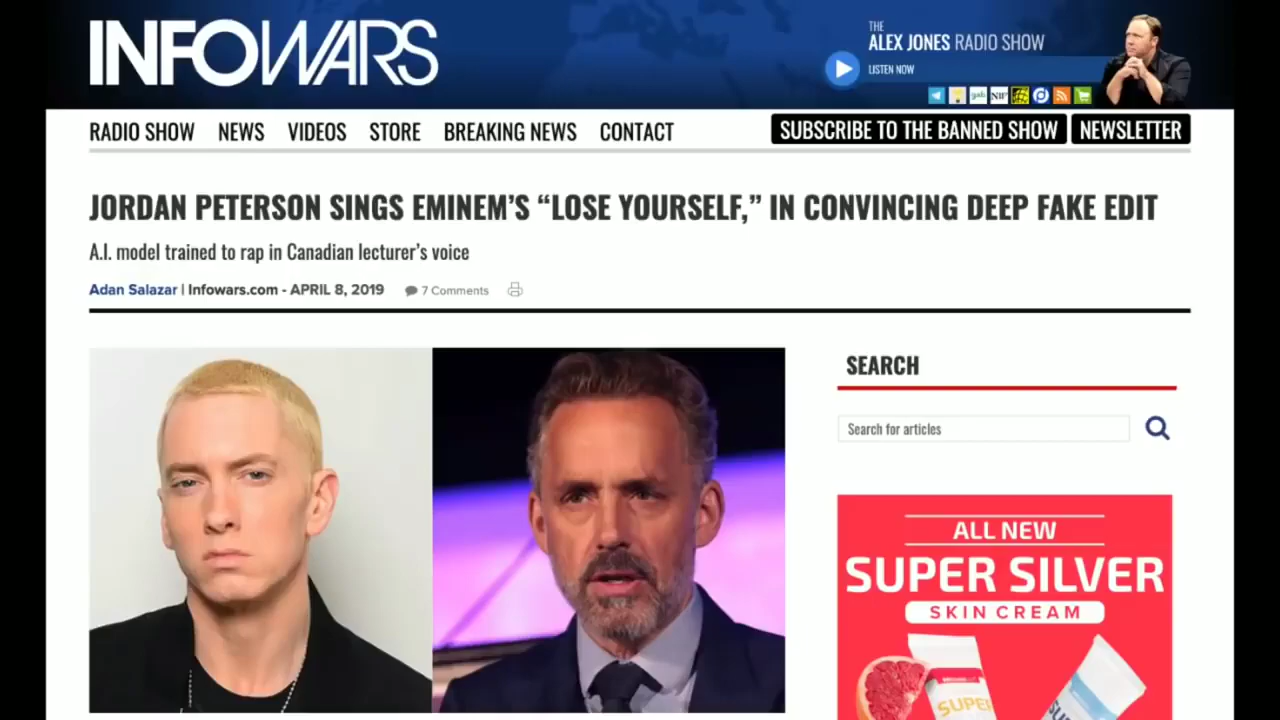 INFOWARS
THE
ALEX JONES RADIO SHOW
LISTEN NOW
RADIO SHOW NEWS VIDEOS STORE BREAKING NEWS CONTACT SUBSCRIBE TO THE BANNED SHOW NEWSLETTER
JORDAN PETERSON SINGS EMINEM’S “LOSE YOURSELF,” IN CONVINCING DEEP FAKE EDIT
A.I. model trained to rap in Canadian lecturer’s voice
Adan Salazar | Infowars.com - APRIL 8, 2019 7 Comments
SEARCH
Search for articles
ALL NEW
SUPER SILVER
SKIN CREAM